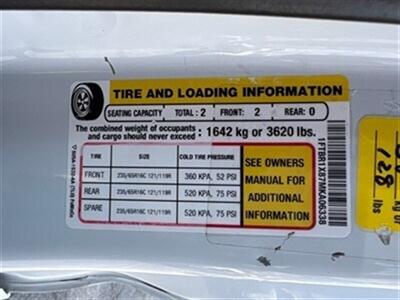 TIRE AND LOADING INFORMATION
SEATING CAPACITY TOTAL: 2 FRONT: 2 REAR: 0
The combined weight of occupants
and cargo should never exceed: 1642 kg or 3620 lbs.
TIRE SIZE COLD TIRE PRESSURE
FRONT 235/65R16C 121/119R 360 KPA, 52 PSI
REAR 235/65R16C 121/119R 520 KPA, 75 PSI
SPARE 235/65R16C 121/119R 520 KPA, 75 PSI
SEE OWNERS
MANUAL FOR
ADDITIONAL
INFORMATION
1FTBR1X87MKA06338
lbs